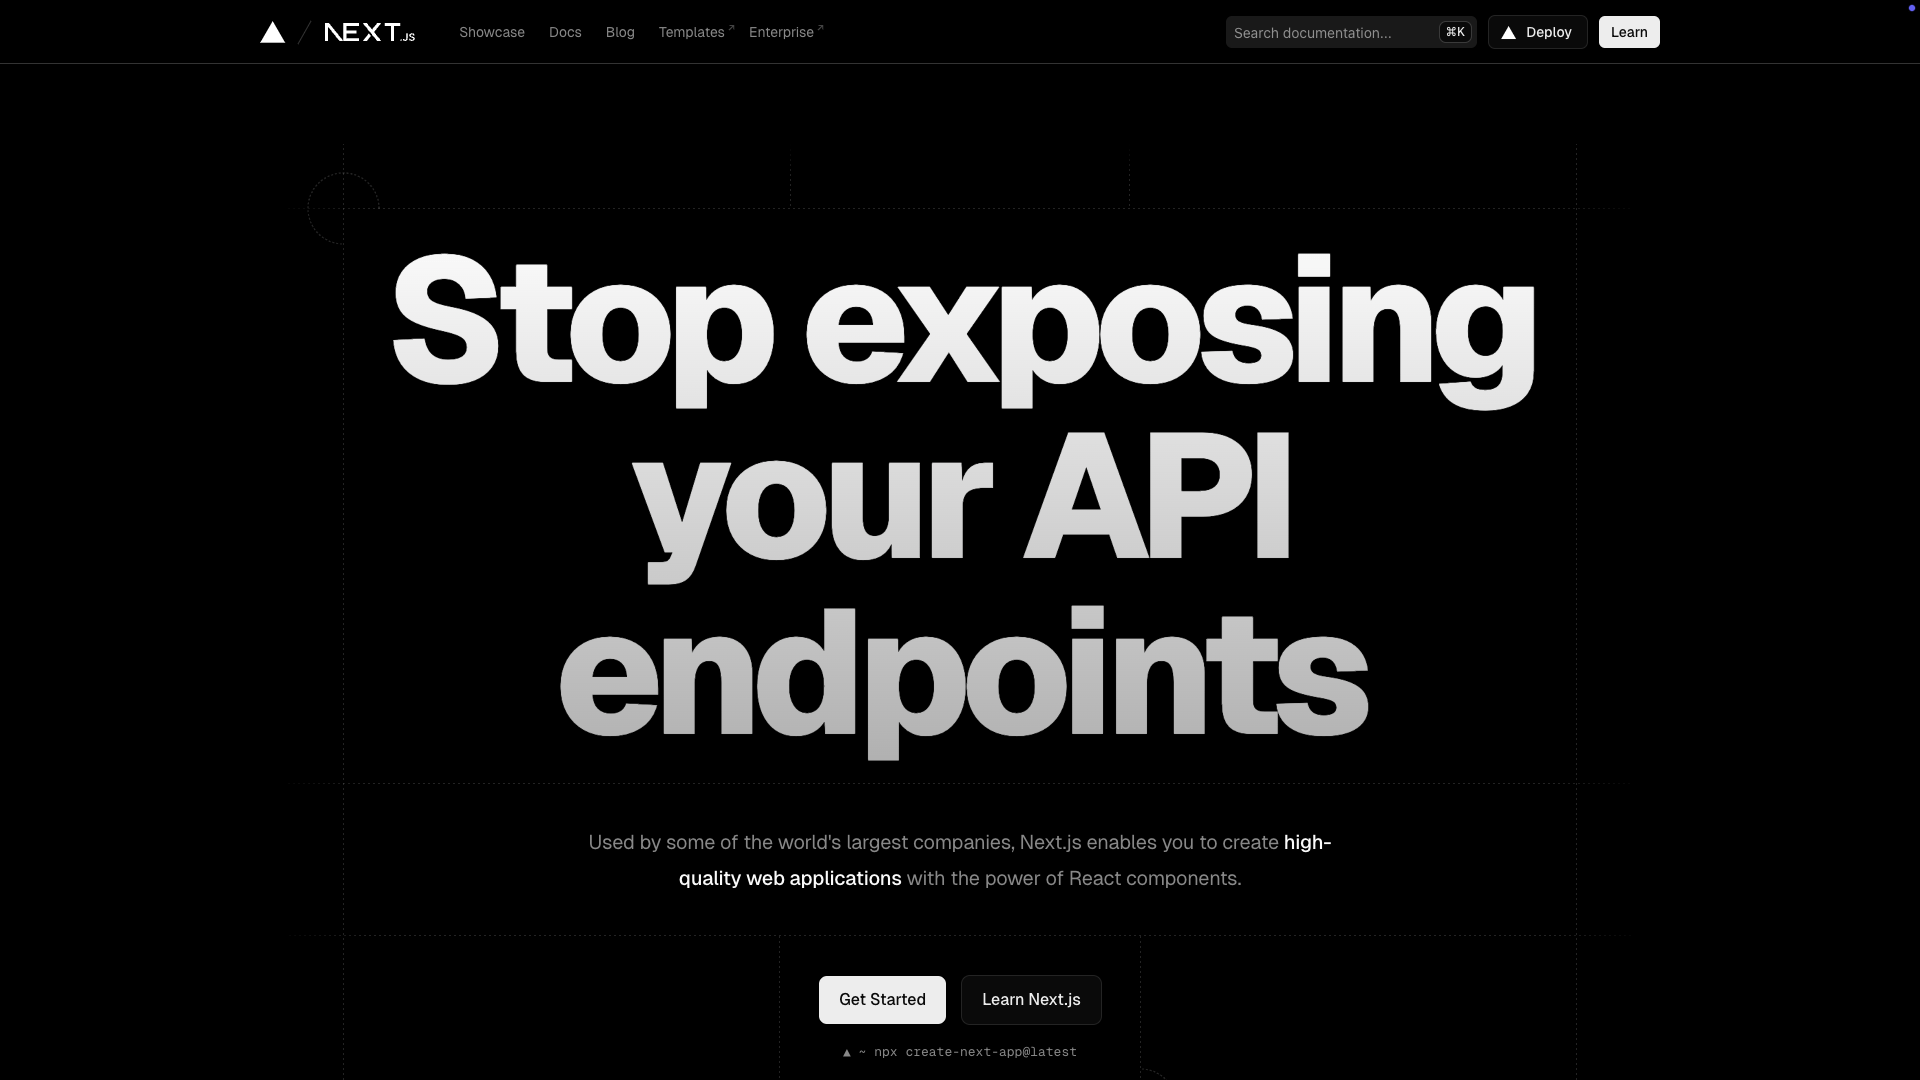 NEXT.JS
Showcase Docs Blog Templates Enterprise
Search documentation... ⌘K Deploy Learn
Stop exposing
your API
endpoints
Used by some of the world's largest companies, Next.js enables you to create high-
quality web applications with the power of React components.
Get Started Learn Next.js
▲ ~ npx create-next-app@latest